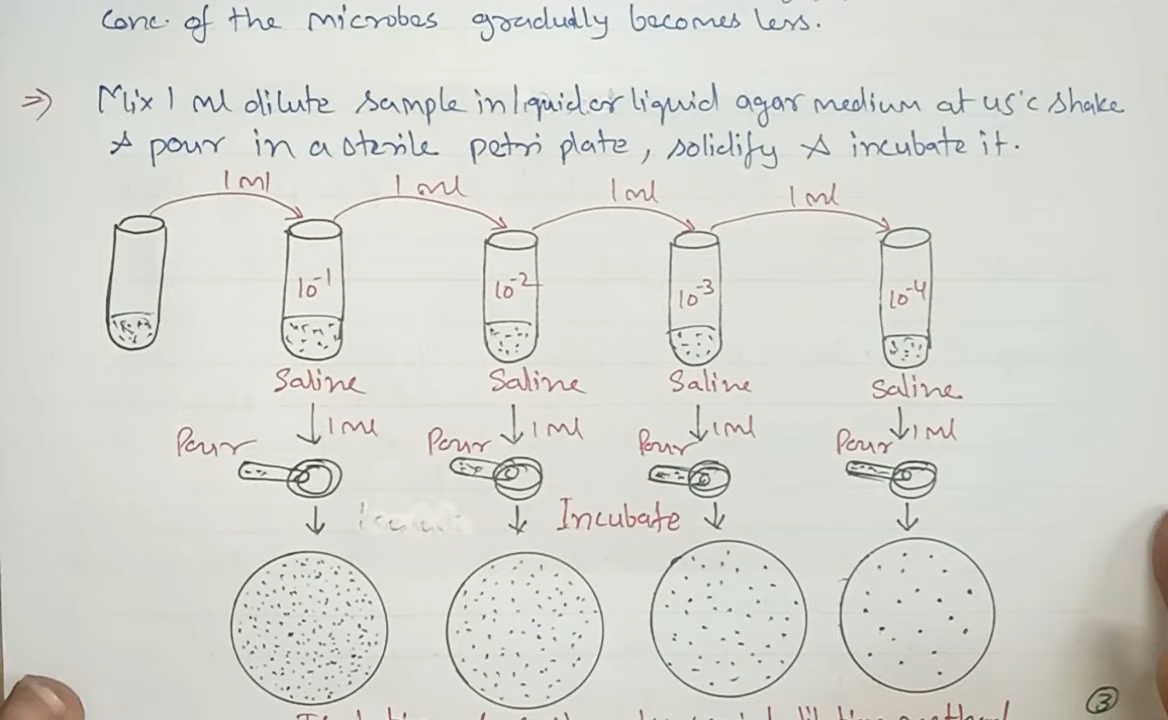 Conc. of the microbes gradually becomes less.
⇒ Mix 1 ml dilute sample in liquid or liquid agar medium at 45°c shake
& pour in a sterile petri plate, solidify & incubate it.
1 ml 1 ml 1 ml 1 ml
10⁻¹ 10⁻² 10⁻³ 10⁻⁴
Saline Saline Saline Saline
1 ml 1 ml 1 ml 1 ml
Pour Pour Pour Pour
Incubate
3